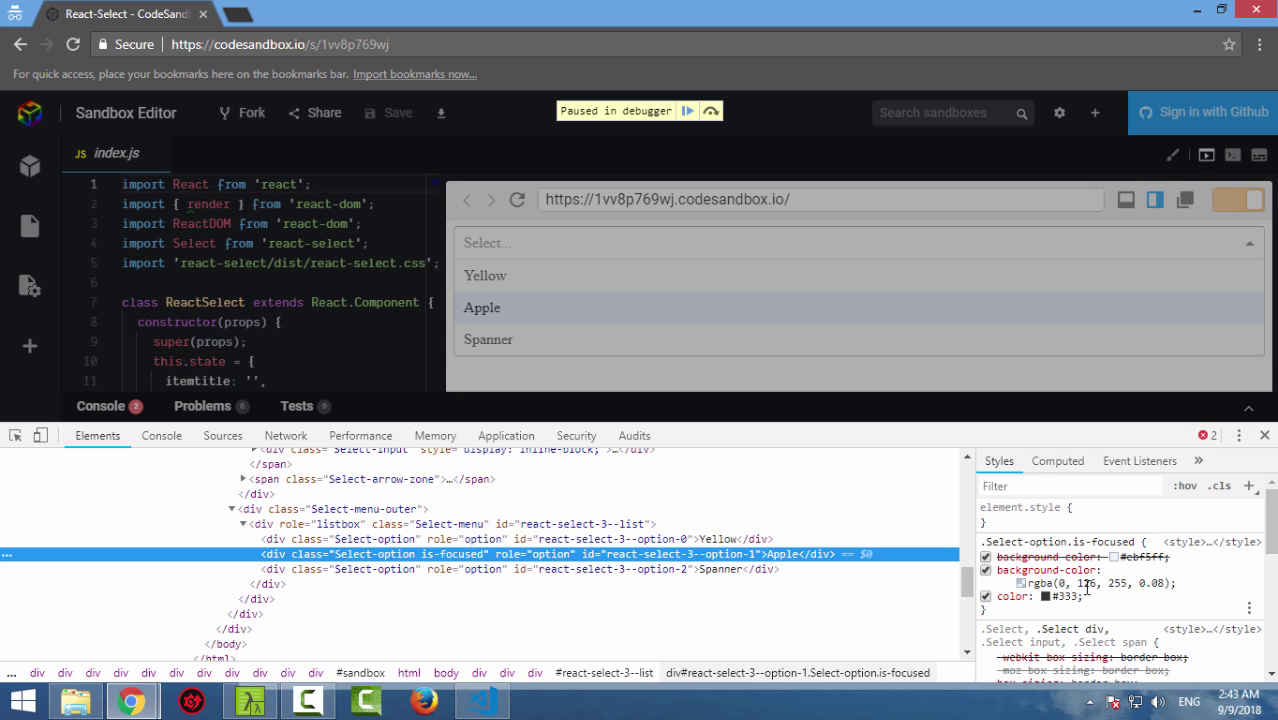 React-Select - CodeSand
Secure https://codesandbox.io/s/1vv8p769wj
For quick access, place your bookmarks here on the bookmarks bar. Import bookmarks now...
Sandbox Editor Fork Share Save Paused in debugger Search sandboxes Sign in with Github
JS index.js
1 import React from 'react';
2 import { render } from 'react-dom';
3 import ReactDOM from 'react-dom';
4 import Select from 'react-select';
5 import 'react-select/dist/react-select.css';
6
7 class ReactSelect extends React.Component {
8 constructor(props) {
9 super(props);
10 this.state = {
11 itemtitle: '',
https://1vv8p769wj.codesandbox.io/
Select...
Yellow
Apple
Spanner
Console 2 Problems 0 Tests 0
Elements Console Sources Network Performance Memory Application Security Audits 2
<div class="Select-input" style="display: inline-block; ">…</div>
</span>
<span class="Select-arrow-zone">…</span>
</div>
<div class="Select-menu-outer">
<div role="listbox" class="Select-menu" id="react-select-3--list">
<div class="Select-option" role="option" id="react-select-3--option-0">Yellow</div>
... <div class="Select-option is-focused" role="option" id="react-select-3--option-1">Apple</div> == $0
<div class="Select-option" role="option" id="react-select-3--option-2">Spanner</div>
</div>
</div>
</div>
</div>
</body>
</html>
... div div div div div div div div #sandbox html body div div div #react-select-3--list div#react-select-3--option-1.Select-option.is-focused
Styles Computed Event Listeners »
Filter :hov .cls +
element.style {
}
.Select-option.is-focused { <style>…</style>
background-color: #ebf5ff;
background-color:
rgba(0, 126, 255, 0.08);
color: #333;
}
.Select, .Select div, <style>…</style>
.Select input, .Select span {
-webkit-box-sizing: border-box;
-moz-box-sizing: border-box;
box-sizing: border-box;
ENG
2:43 AM
9/9/2018